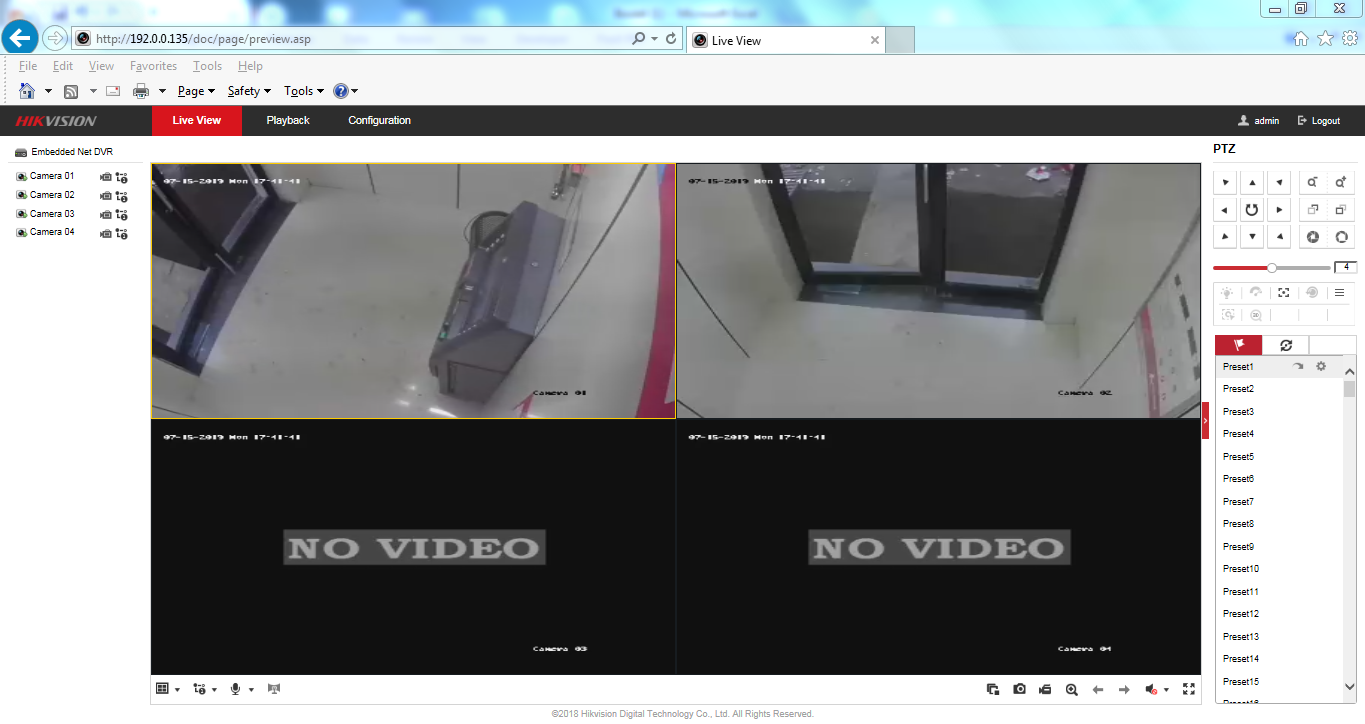 http://192.0.0.135/doc/page/preview.asp
Live View
File Edit View Favorites Tools Help
Page Safety Tools
HIKVISION Live View Playback Configuration admin Logout
Embedded Net DVR
Camera 01
Camera 02
Camera 03
Camera 04
07-15-2019 Mon 17:41:41
Camera 01
07-15-2019 Mon 17:41:41
Camera 02
07-15-2019 Mon 17:41:41
NO VIDEO
Camera 03
07-15-2019 Mon 17:41:41
NO VIDEO
Camera 04
PTZ
4
3D
Preset1
Preset2
Preset3
Preset4
Preset5
Preset6
Preset7
Preset8
Preset9
Preset10
Preset11
Preset12
Preset13
Preset14
Preset15
©2018 Hikvision Digital Technology Co., Ltd. All Rights Reserved.